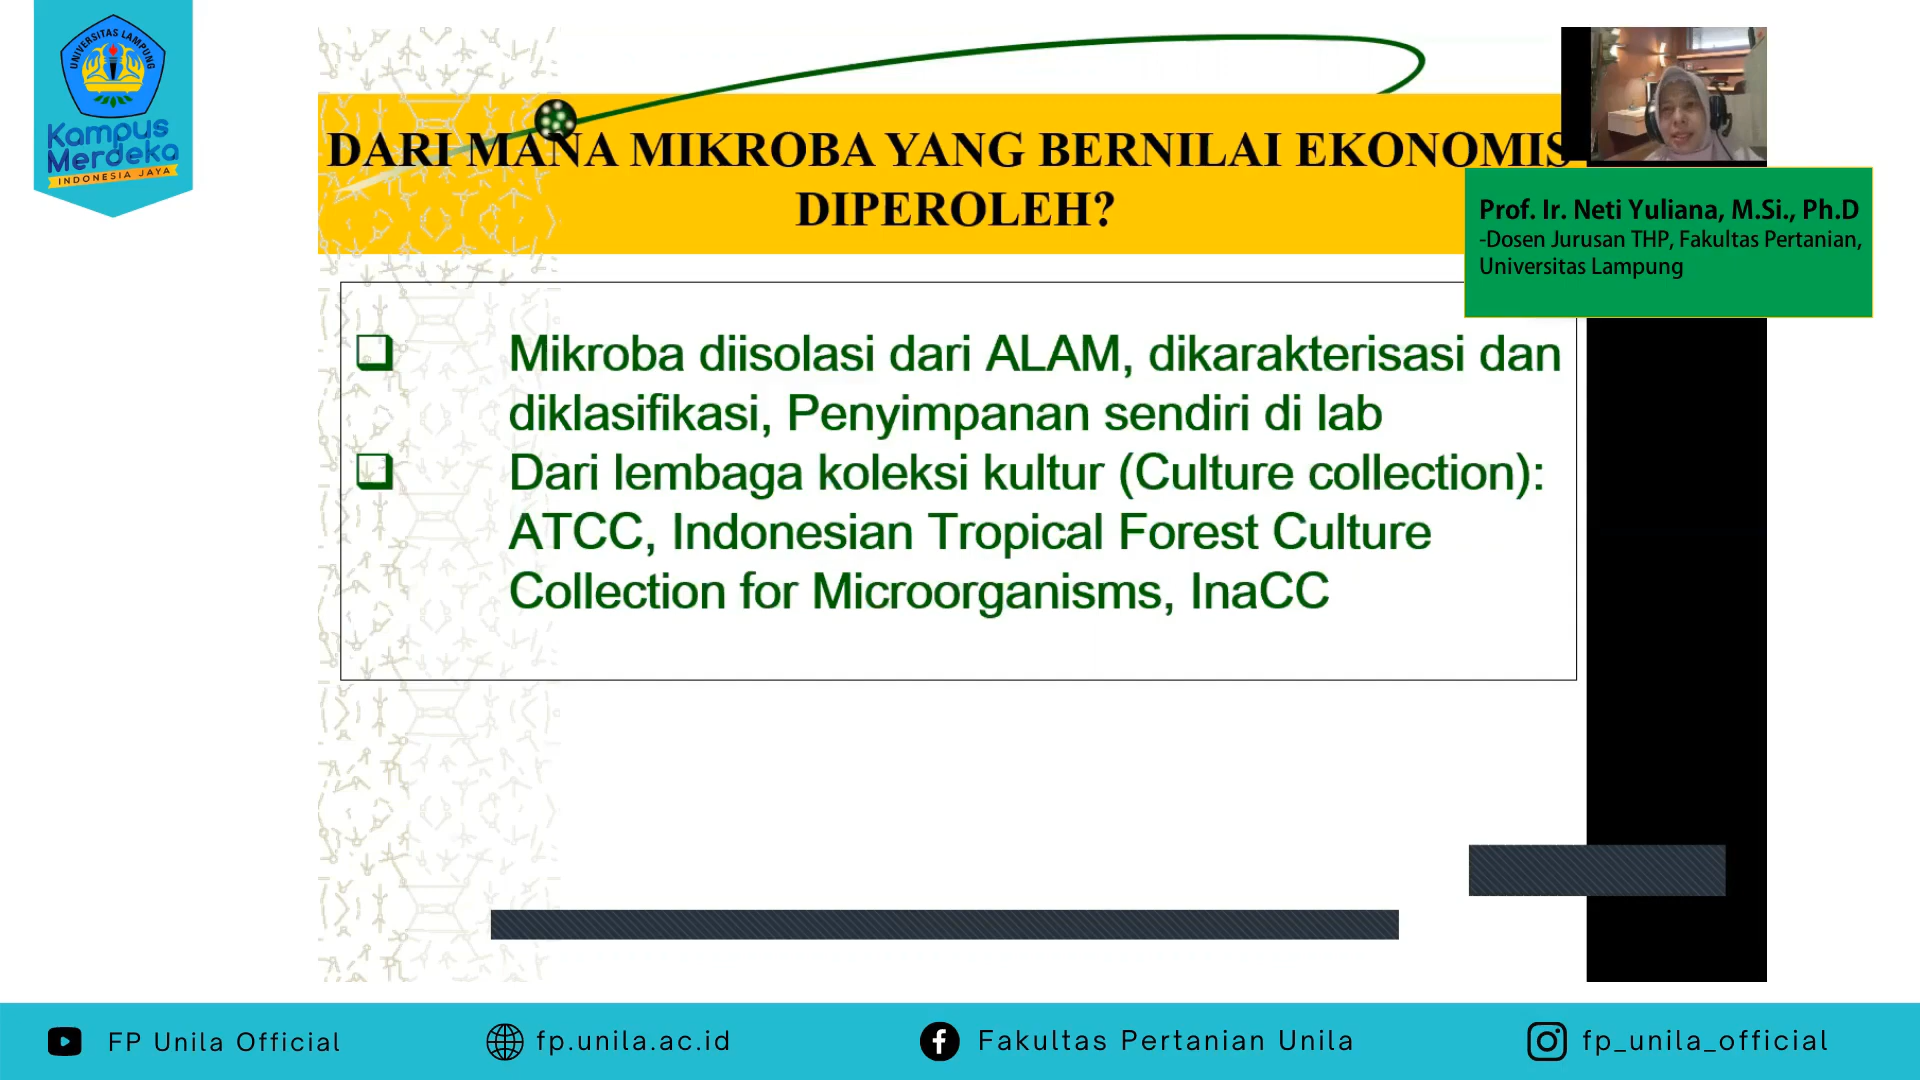 UNIVERSITAS LAMPUNG
Kampus
Merdeka
INDONESIA JAYA
DARI MANA MIKROBA YANG BERNILAI EKONOMIS
DIPEROLEH?
Prof. Ir. Neti Yuliana, M.Si., Ph.D
-Dosen Jurusan THP, Fakultas Pertanian,
Universitas Lampung
Mikroba diisolasi dari ALAM, dikarakterisasi dan
diklasifikasi, Penyimpanan sendiri di lab
Dari lembaga koleksi kultur (Culture collection):
ATCC, Indonesian Tropical Forest Culture
Collection for Microorganisms, InaCC
FP Unila Official
fp.unila.ac.id
Fakultas Pertanian Unila
fp_unila_official